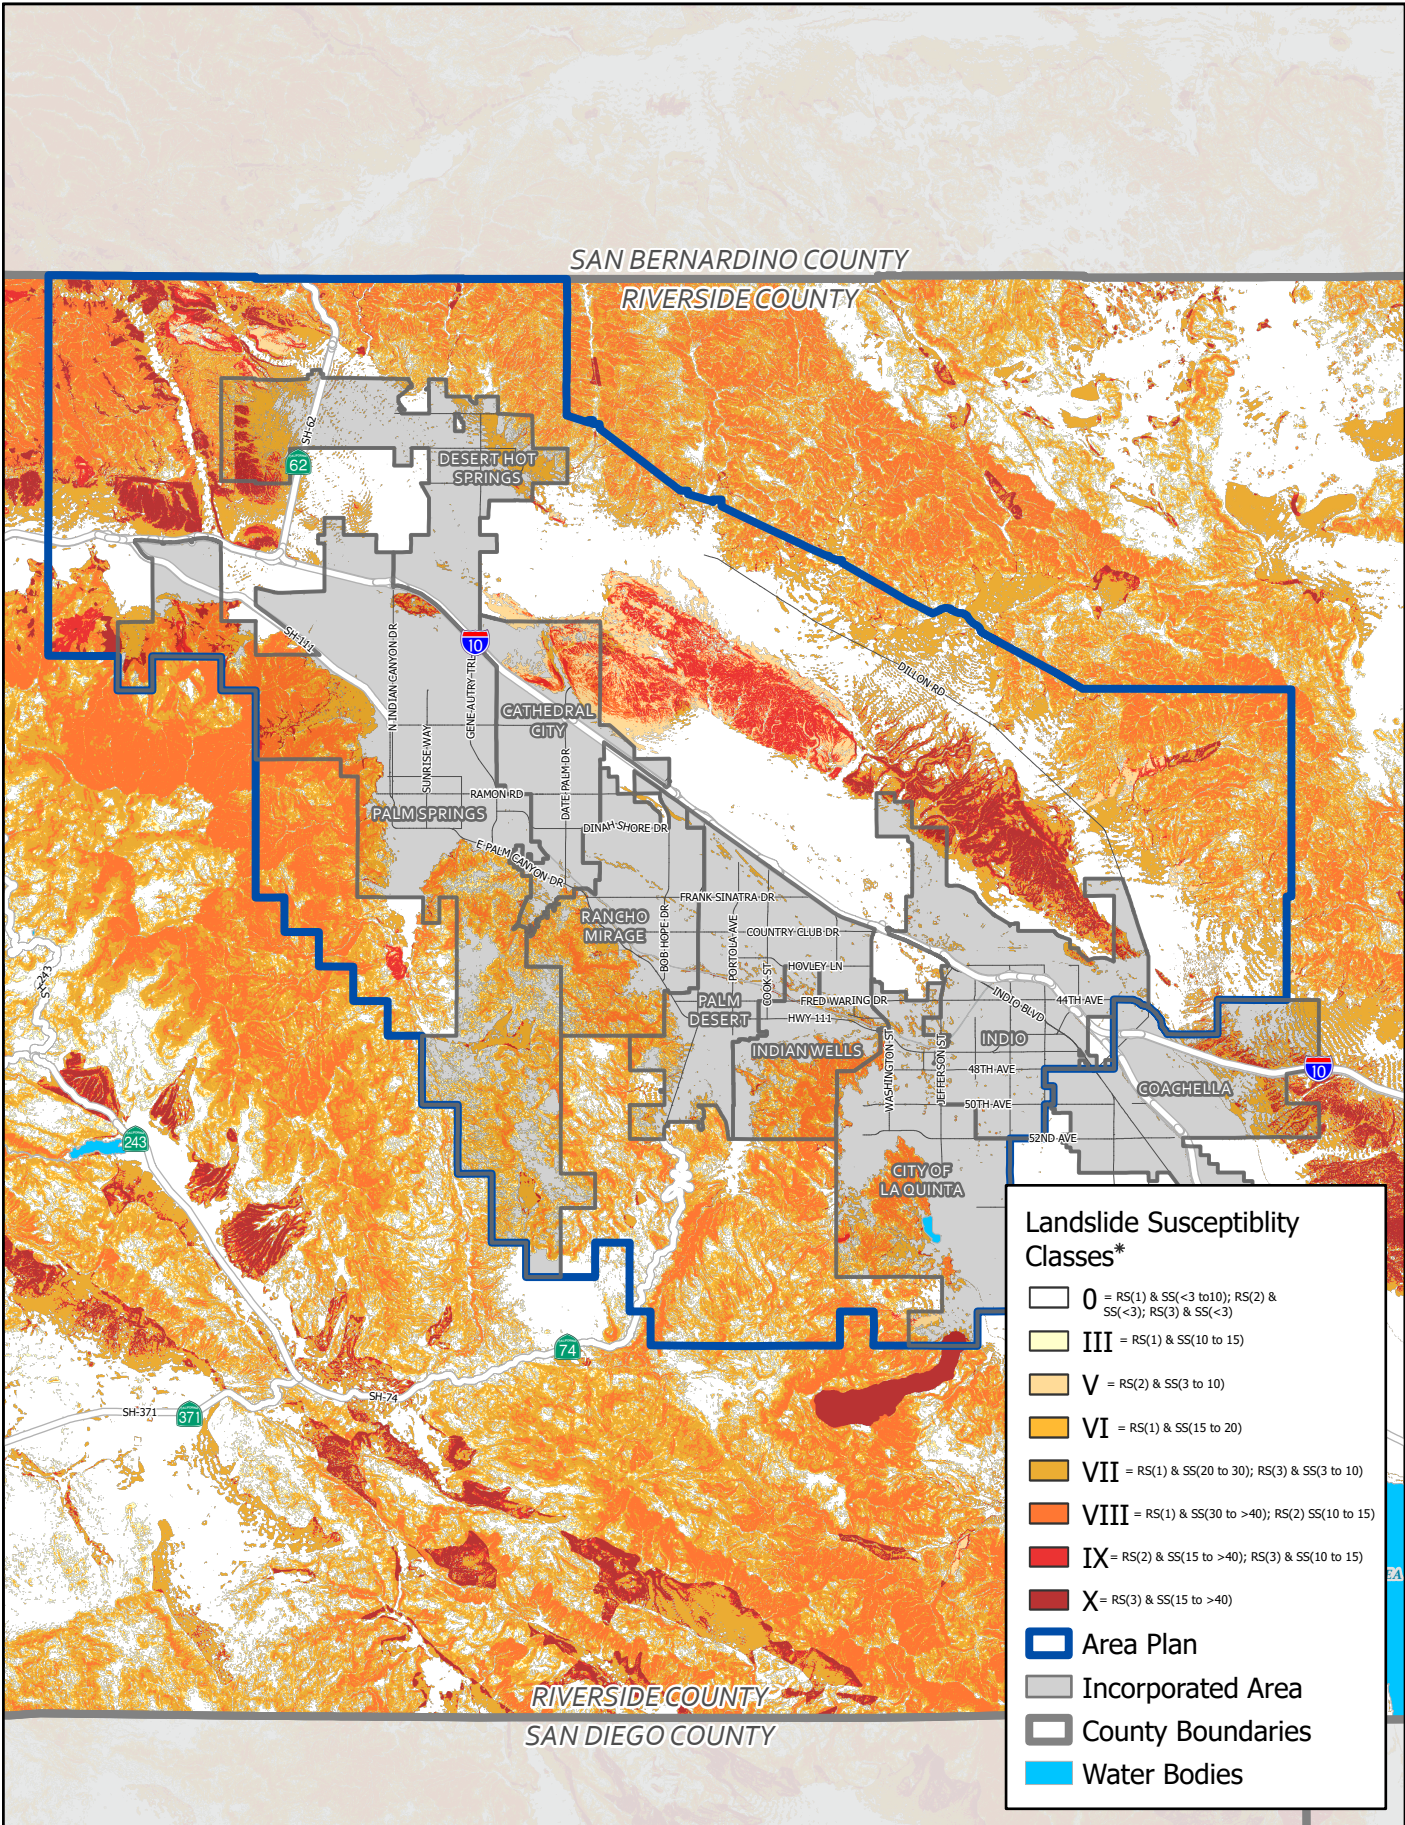 SAN BERNARDINO COUNTY
RIVERSIDE COUNTY
SH-62
62
DESERT HOT
SPRINGS
SH-111
N INDIAN CANYON DR
GENE AUTRY TRL
10
DILLON RD
CATHEDRAL
CITY
SUNRISE WAY
DATE PALM DR
RAMON RD
PALM SPRINGS
DINAH SHORE DR
E PALM CANYON DR
FRANK SINATRA DR
RANCHO
MIRAGE
BOB HOPE DR
PORTOLA AVE
COUNTRY CLUB DR
HOVLEY LN
COOK ST
SH-243
PALM
DESERT
FRED WARING DR
HWY 111
INDIO BLVD
44TH AVE
INDIO
INDIAN WELLS
WASHINGTON ST
JEFFERSON ST
48TH AVE
10
COACHELLA
50TH AVE
52ND AVE
243
CITY OF
LA QUINTA
74
SH-74
SH-371
371
Landslide Susceptiblity
Classes*
0 = RS(1) & SS(<3 to10); RS(2) &
SS(<3); RS(3) & SS(<3)
III = RS(1) & SS(10 to 15)
V = RS(2) & SS(3 to 10)
VI = RS(1) & SS(15 to 20)
VII = RS(1) & SS(20 to 30); RS(3) & SS(3 to 10)
VIII = RS(1) & SS(30 to >40); RS(2) SS(10 to 15)
IX = RS(2) & SS(15 to >40); RS(3) & SS(10 to 15)
X = RS(3) & SS(15 to >40)
Area Plan
Incorporated Area
County Boundaries
Water Bodies
RIVERSIDE COUNTY
SAN DIEGO COUNTY